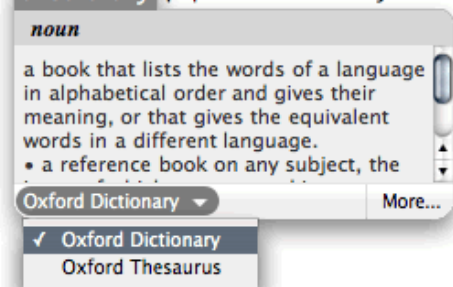 noun
a book that lists the words of a language
in alphabetical order and gives their
meaning, or that gives the equivalent
words in a different language.
• a reference book on any subject, the
Oxford Dictionary
More...
✓ Oxford Dictionary
Oxford Thesaurus